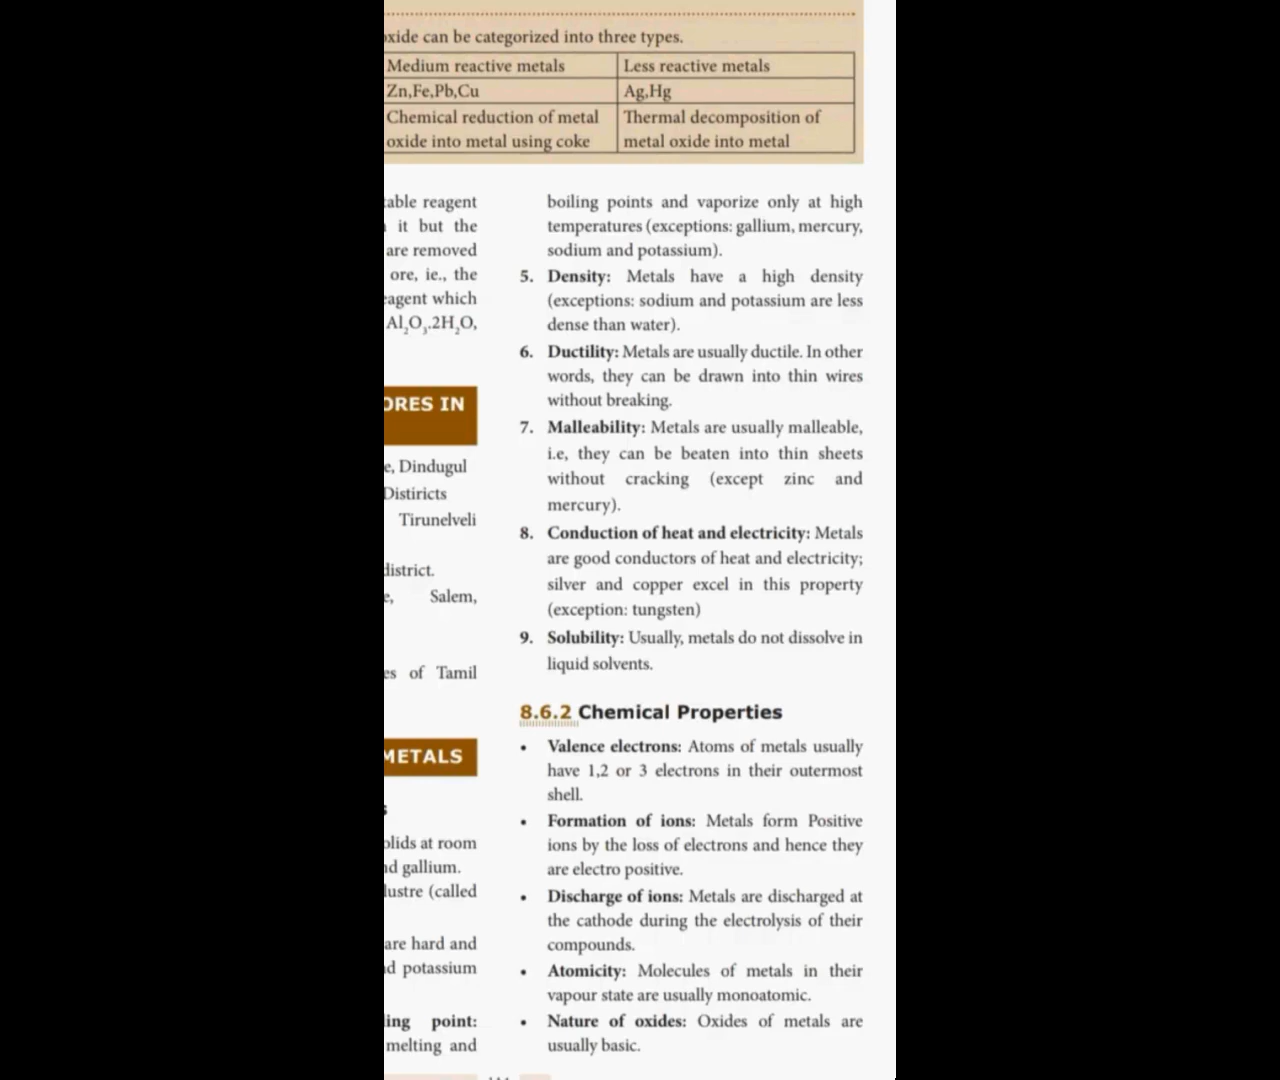 oxide can be categorized into three types.
Medium reactive metals Less reactive metals
Zn,Fe,Pb,Cu Ag,Hg
Chemical reduction of metal Thermal decomposition of
oxide into metal using coke metal oxide into metal
reagent
it but the
are removed
ore, ie., the
which
Al₂O₃.2H₂O,
ORES IN
Dindugul
Distiricts
Tirunelveli
district.
Salem,
of Tamil
METALS
solids at room
gallium.
lustre (called
are hard and
potassium
point:
melting and
boiling points and vaporize only at high
temperatures (exceptions: gallium, mercury,
sodium and potassium).
5. Density: Metals have a high density
(exceptions: sodium and potassium are less
dense than water).
6. Ductility: Metals are usually ductile. In other
words, they can be drawn into thin wires
without breaking.
7. Malleability: Metals are usually malleable,
i.e, they can be beaten into thin sheets
without cracking (except zinc and
mercury).
8. Conduction of heat and electricity: Metals
are good conductors of heat and electricity;
silver and copper excel in this property
(exception: tungsten)
9. Solubility: Usually, metals do not dissolve in
liquid solvents.
8.6.2 Chemical Properties
• Valence electrons: Atoms of metals usually
have 1,2 or 3 electrons in their outermost
shell.
• Formation of ions: Metals form Positive
ions by the loss of electrons and hence they
are electro positive.
• Discharge of ions: Metals are discharged at
the cathode during the electrolysis of their
compounds.
• Atomicity: Molecules of metals in their
vapour state are usually monoatomic.
• Nature of oxides: Oxides of metals are
usually basic.